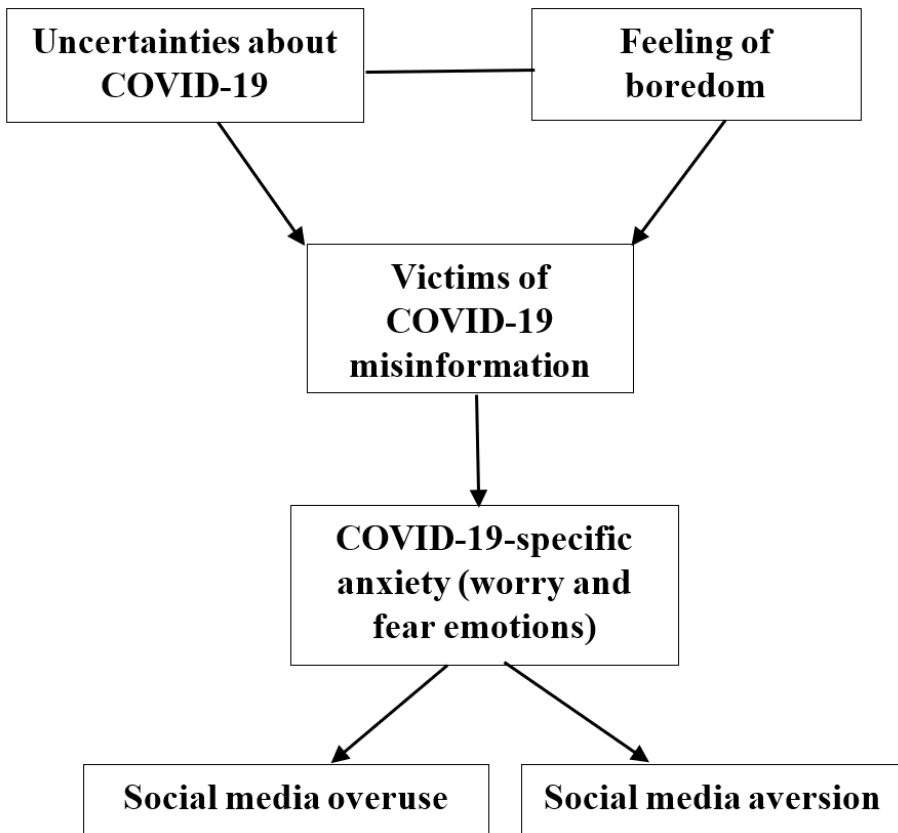 Uncertainties about
COVID-19
Feeling of
boredom
Victims of
COVID-19
misinformation
COVID-19-specific
anxiety (worry and
fear emotions)
Social media overuse
Social media aversion